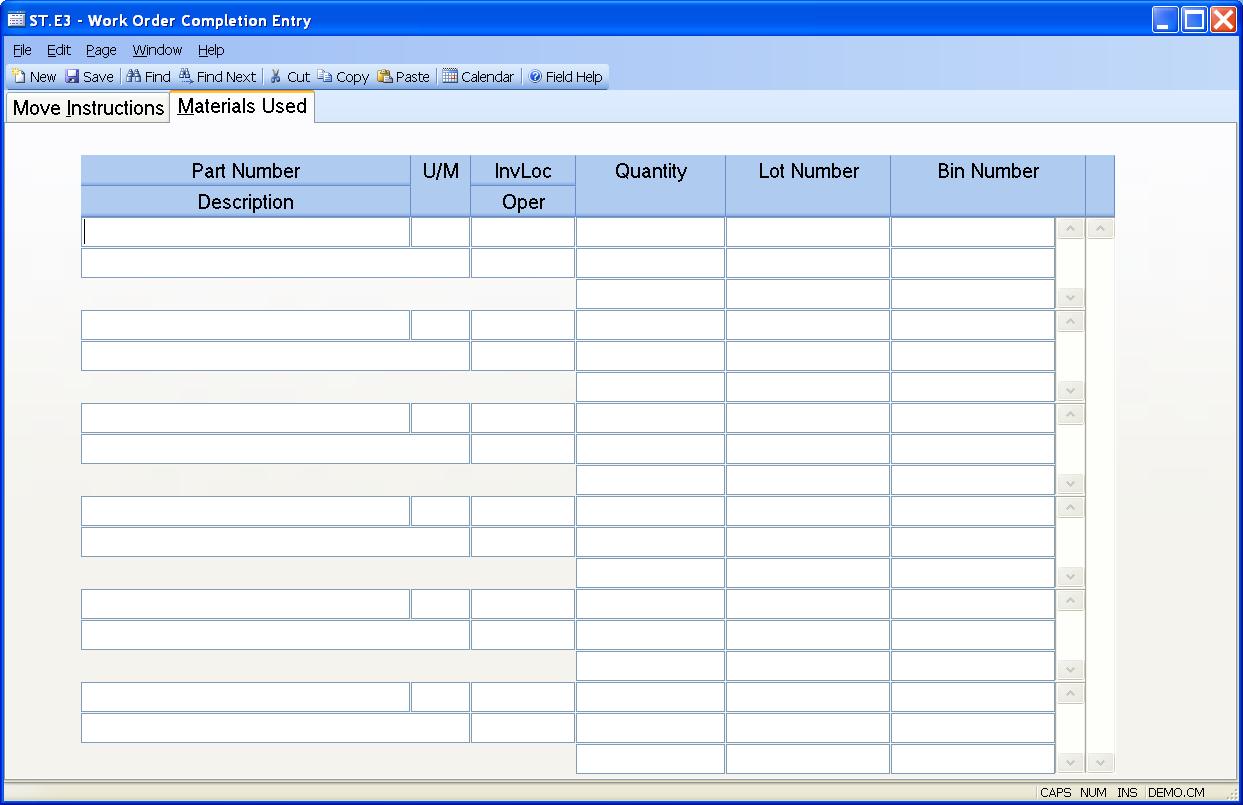 ST.E3 - Work Order Completion Entry
File Edit Page Window Help
New Save Find Find Next Cut Copy Paste Calendar Field Help
Move Instructions Materials Used
Part Number U/M InvLoc Quantity Lot Number Bin Number
Description Oper
CAPS NUM INS DEMO.CM